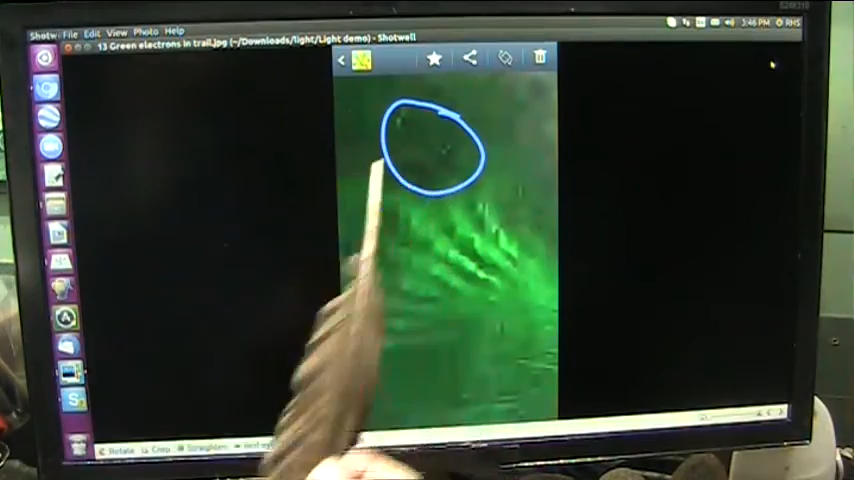 S24B310
Shotw File Edit View Photo Help
3:46 PM RHS
13 Green electrons in trail.jpg (~/Downloads/light/Light demo) - Shotwell
Rotate Crop Straighten